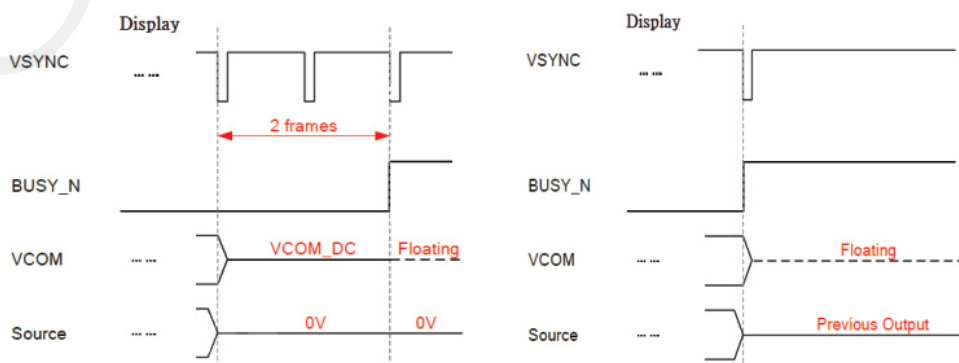 Display
VSYNC
... ...
2 frames
BUSY_N
VCOM
... ...
VCOM_DC
Floating
Source
... ...
0V
0V
Display
VSYNC
... ...
BUSY_N
VCOM
... ...
Floating
Source
... ...
Previous Output